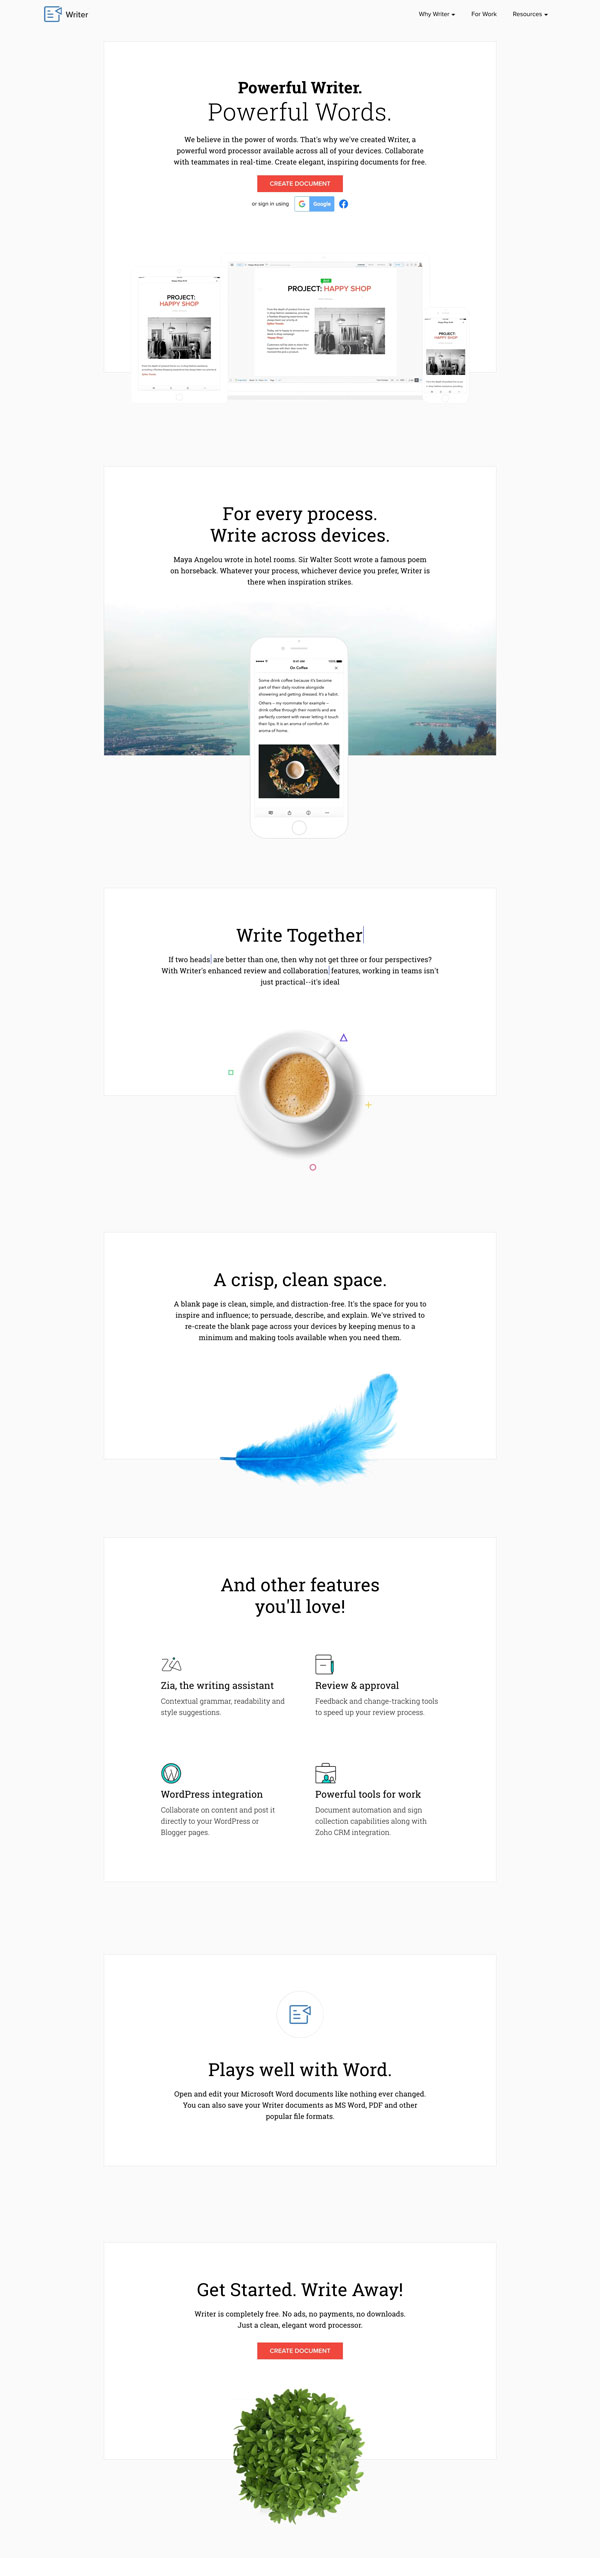 Writer
Why Writer
For Work
Resources
Powerful Writer.
Powerful Words.
We believe in the power of words. That's why we've created Writer, a
powerful word processor available across all of your devices. Collaborate
with teammates in real-time. Create elegant, inspiring documents for free.
CREATE DOCUMENT
or sign in using
G Google
PROJECT:
HAPPY SHOP
PROJECT: HAPPY SHOP
PROJECT:
HAPPY SHOP
For every process.
Write across devices.
Maya Angelou wrote in hotel rooms. Sir Walter Scott wrote a famous poem
on horseback. Whatever your process, whichever device you prefer, Writer is
there when inspiration strikes.
9:41 AM
100%
On Coffee
Some drink coffee because it's become
part of their daily routine alongside
showering and getting dressed. It's a habit.
Others – my roommate for example –
drink coffee through their nostrils and are
perfectly content with never letting it touch
their lips. It is an aroma of comfort. An
aroma of home.
Write Together
If two heads are better than one, then why not get three or four perspectives?
With Writer's enhanced review and collaboration features, working in teams isn't
just practical--it's ideal
A crisp, clean space.
A blank page is clean, simple, and distraction-free. It's the space for you to
inspire and influence; to persuade, describe, and explain. We've strived to
re-create the blank page across your devices by keeping menus to a
minimum and making tools available when you need them.
And other features
you'll love!
Zia, the writing assistant
Contextual grammar, readability and
style suggestions.
Review & approval
Feedback and change-tracking tools
to speed up your review process.
WordPress integration
Collaborate on content and post it
directly to your WordPress or
Blogger pages.
Powerful tools for work
Document automation and sign
collection capabilities along with
Zoho CRM integration.
Plays well with Word.
Open and edit your Microsoft Word documents like nothing ever changed.
You can also save your Writer documents as MS Word, PDF and other
popular file formats.
Get Started. Write Away!
Writer is completely free. No ads, no payments, no downloads.
Just a clean, elegant word processor.
CREATE DOCUMENT